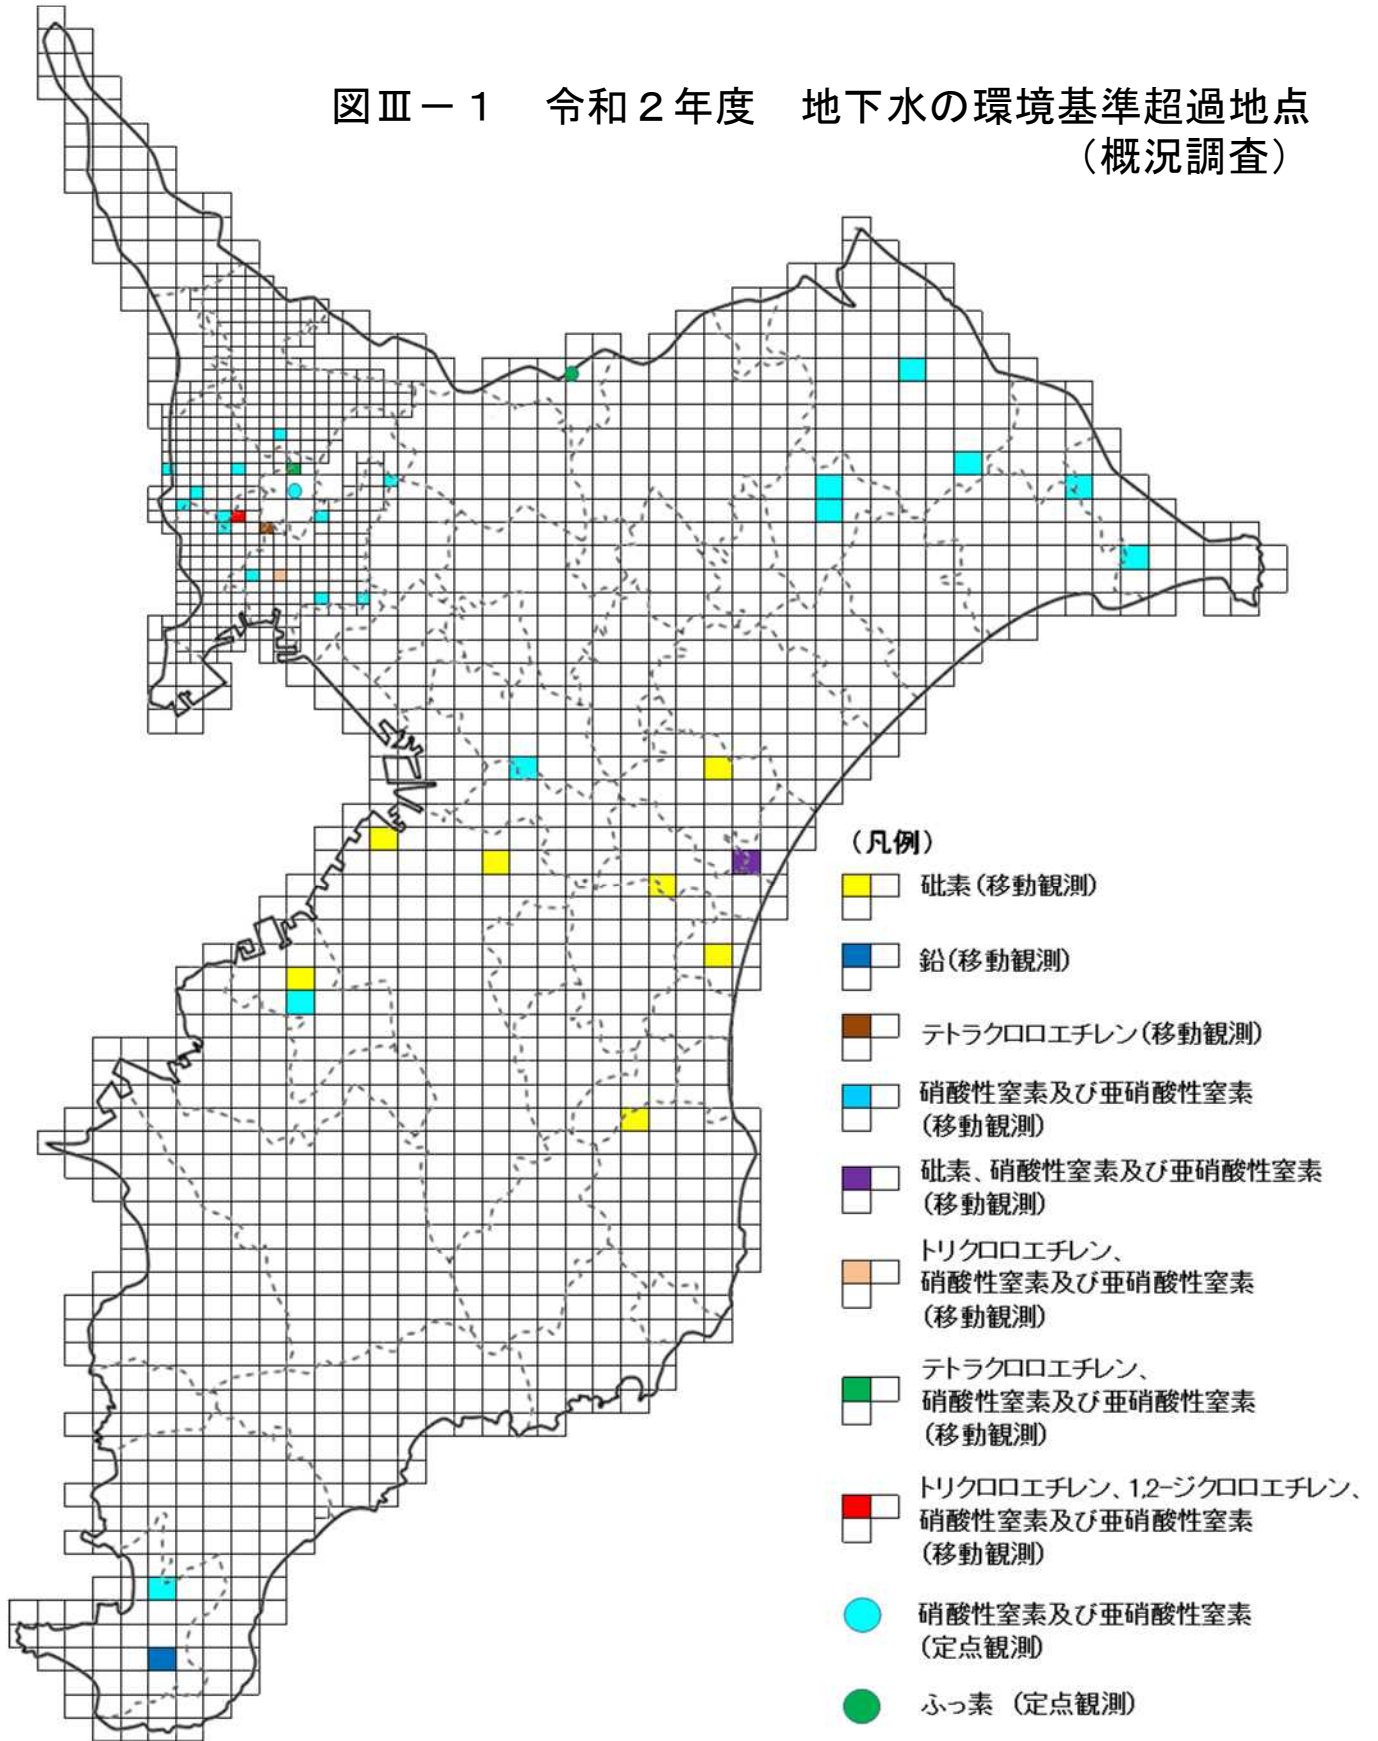 図Ⅲ－１　令和２年度　地下水の環境基準超過地点
（概況調査）
（凡例）
砒素(移動観測)
鉛(移動観測)
テトラクロロエチレン(移動観測)
硝酸性窒素及び亜硝酸性窒素
(移動観測)
砒素、硝酸性窒素及び亜硝酸性窒素
(移動観測)
トリクロロエチレン、
硝酸性窒素及び亜硝酸性窒素
(移動観測)
テトラクロロエチレン、
硝酸性窒素及び亜硝酸性窒素
(移動観測)
トリクロロエチレン、1,2-ジクロロエチレン、
硝酸性窒素及び亜硝酸性窒素
(移動観測)
硝酸性窒素及び亜硝酸性窒素
(定点観測)
ふっ素 (定点観測)